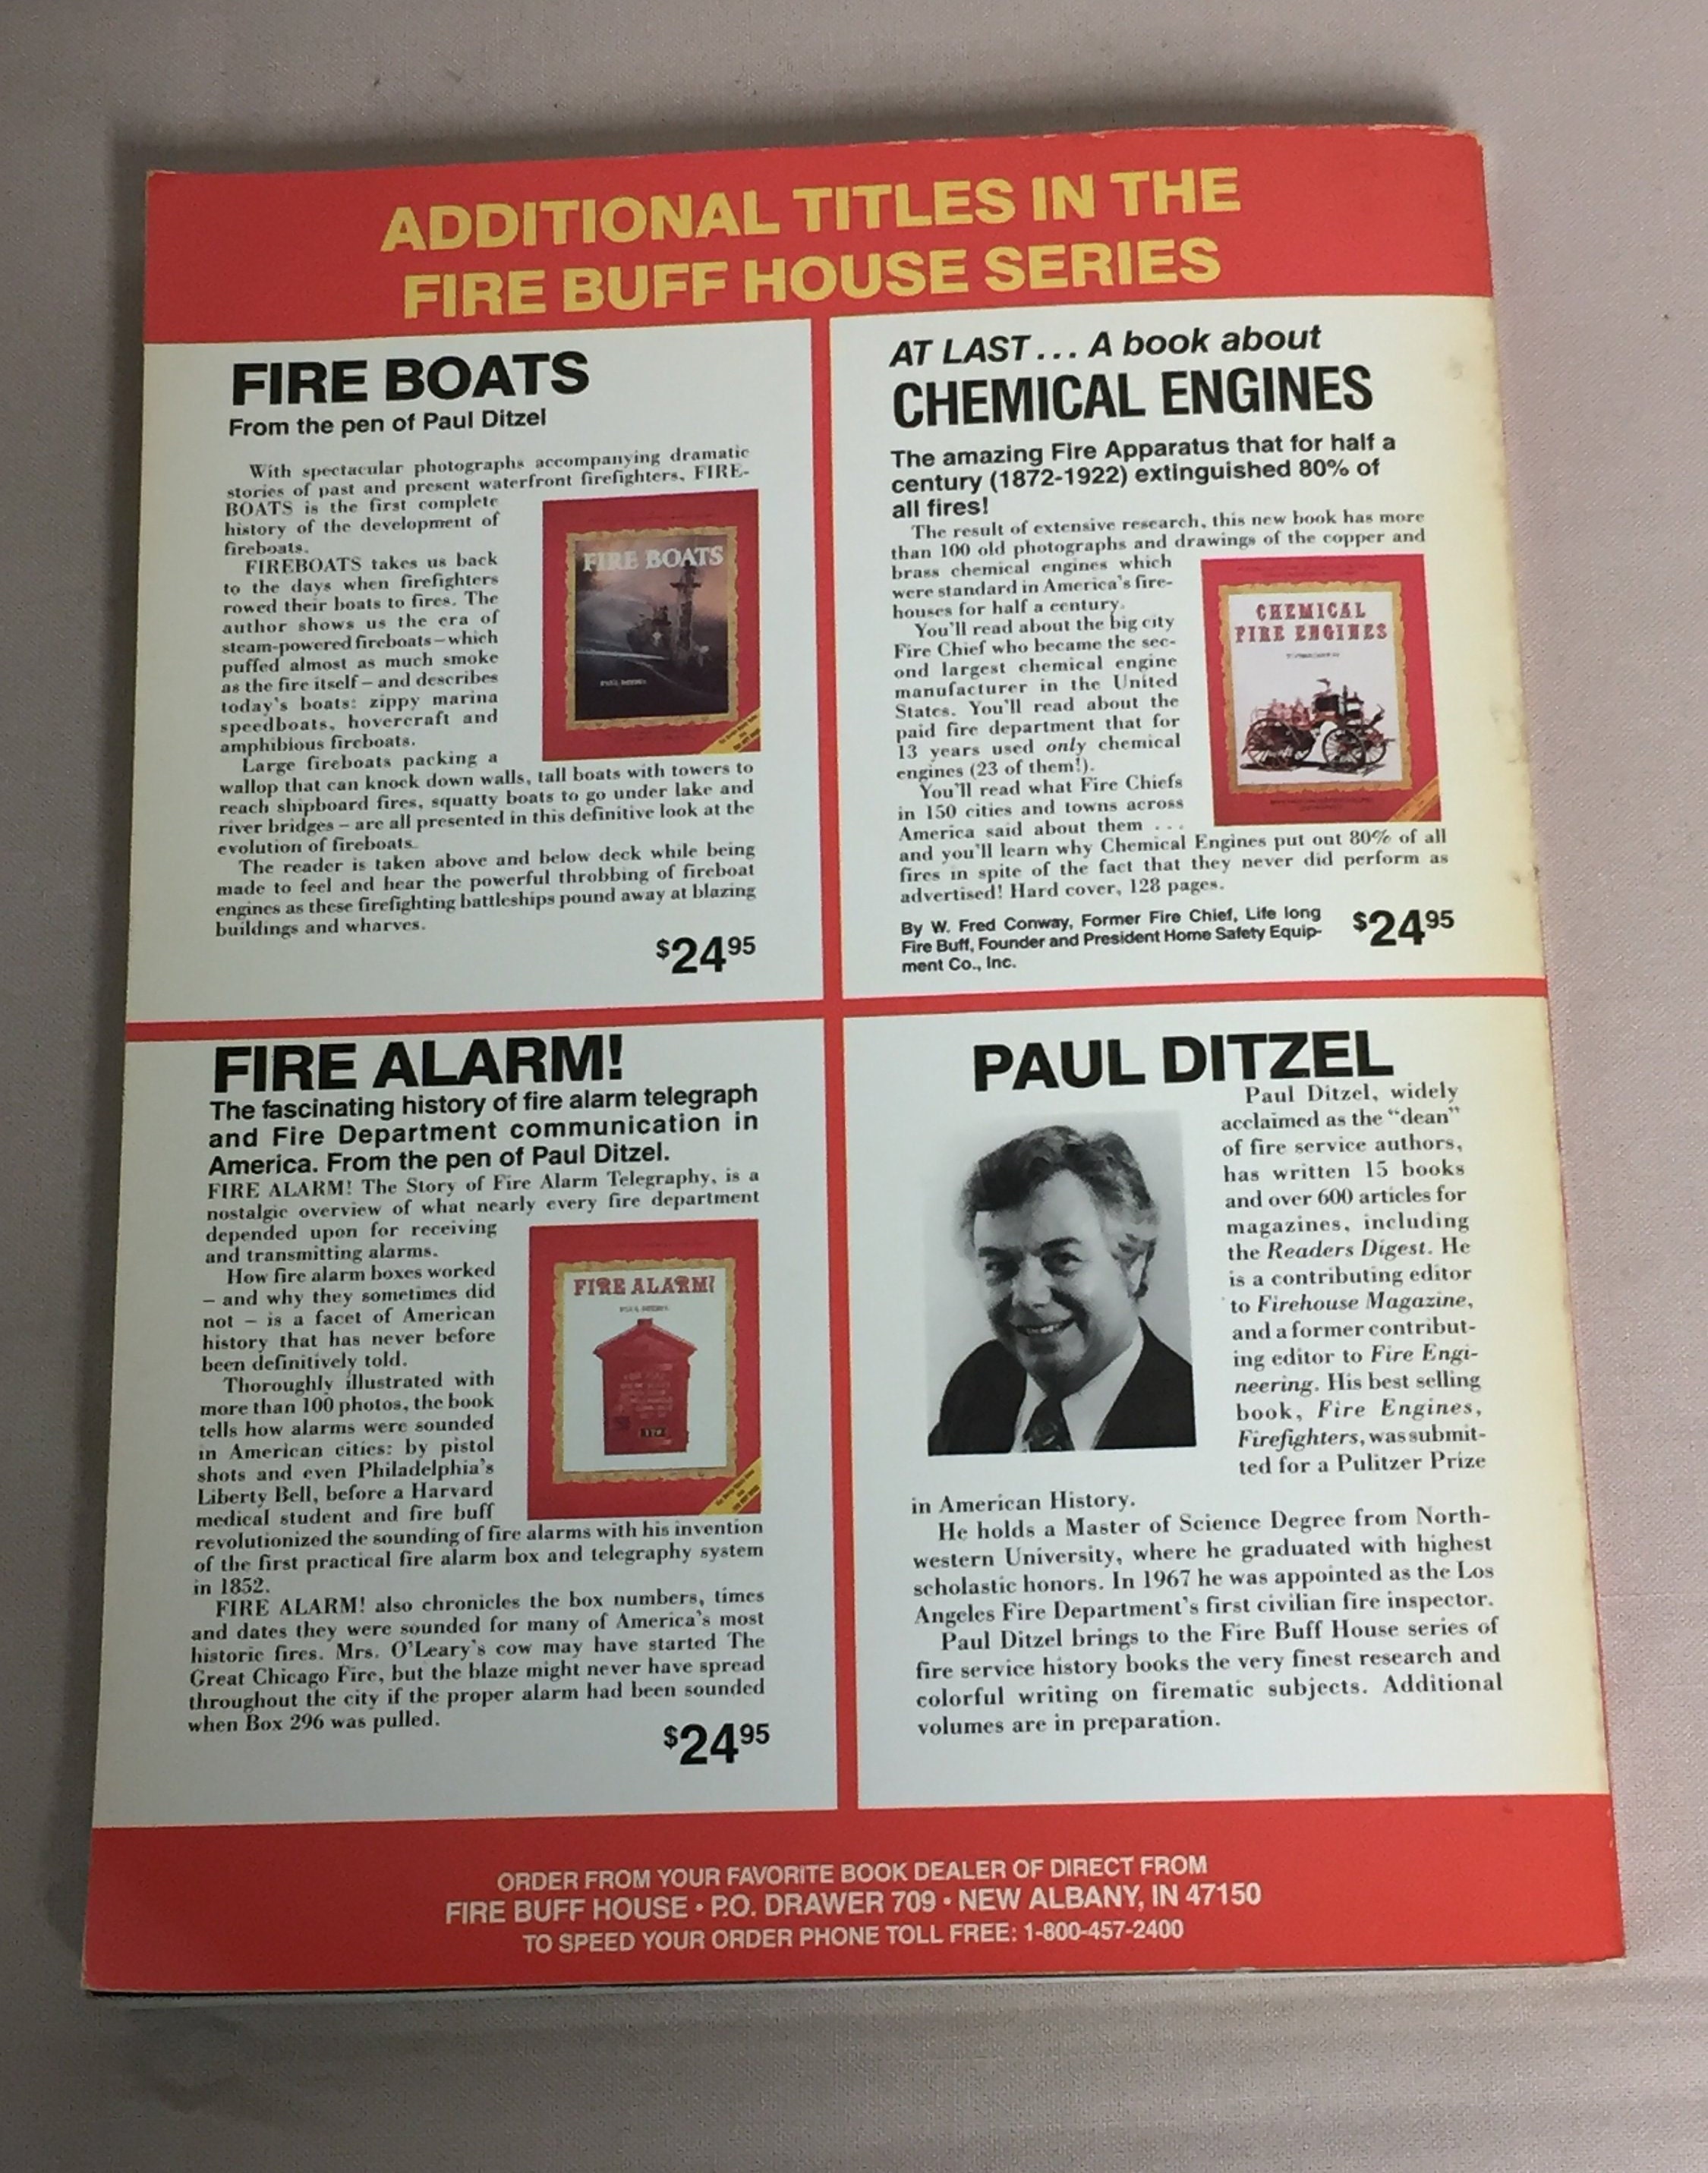 ADDITIONAL TITLES IN THE
FIRE BUFF HOUSE SERIES
FIRE BOATS
From the pen of Paul Ditzel
With spectacular photographs accompanying dramatic
stories of past and present waterfront firefighters, FIRE-
BOATS is the first complete
history of the development of
fireboats.
FIREBOATS takes us back
to the days when firefighters
rowed their boats to fires. The
author shows us the era of
steam-powered fireboats – which
puffed almost as much smoke
as the fire itself – and describes
today's boats: zippy marina
speedboats, hovercraft and
amphibious fireboats.
Large fireboats packing a
wallop that can knock down walls, tall boats with towers to
reach shipboard fires, squatty boats to go under lake and
river bridges – are all presented in this definitive look at the
evolution of fireboats.
The reader is taken above and below deck while being
made to feel and hear the powerful throbbing of fireboat
engines as these firefighting battleships pound away at blazing
buildings and wharves.
$24.95
FIRE BOATS
PAUL DITZEL
AT LAST... A book about
CHEMICAL ENGINES
The amazing Fire Apparatus that for half a
century (1872-1922) extinguished 80% of
all fires!
The result of extensive research, this new book has more
than 100 old photographs and drawings of the copper and
brass chemical engines which
were standard in America's fire-
houses for half a century.
You'll read about the big city
Fire Chief who became the sec-
ond largest chemical engine
manufacturer in the United
States. You'll read about the
paid fire department that for
13 years used only chemical
engines (23 of them!).
You'll read what Fire Chiefs
in 150 cities and towns across
America said about them ...
and you'll learn why Chemical Engines put out 80% of all
fires in spite of the fact that they never did perform as
advertised! Hard cover, 128 pages.
By W. Fred Conway, Former Fire Chief, Life long
Fire Buff, Founder and President Home Safety Equip-
ment Co., Inc.
$24.95
CHEMICAL
FIRE ENGINES
FIRE ALARM!
The fascinating history of fire alarm telegraph
and Fire Department communication in
America. From the pen of Paul Ditzel.
FIRE ALARM! The Story of Fire Alarm Telegraphy, is a
nostalgic overview of what nearly every fire department
depended upon for receiving
and transmitting alarms.
How fire alarm boxes worked
– and why they sometimes did
not – is a facet of American
history that has never before
been definitively told.
Thoroughly illustrated with
more than 100 photos, the book
tells how alarms were sounded
in American cities: by pistol
shots and even Philadelphia's
Liberty Bell, before a Harvard
medical student and fire buff
revolutionized the sounding of fire alarms with his invention
of the first practical fire alarm box and telegraphy system
in 1852.
FIRE ALARM! also chronicles the box numbers, times
and dates they were sounded for many of America's most
historic fires. Mrs. O'Leary's cow may have started The
Great Chicago Fire, but the blaze might never have spread
throughout the city if the proper alarm had been sounded
when Box 296 was pulled.
$24.95
FIRE ALARM!
PAUL DITZEL
PAUL DITZEL
Paul Ditzel, widely
acclaimed as the "dean"
of fire service authors,
has written 15 books
and over 600 articles for
magazines, including
the Readers Digest. He
is a contributing editor
to Firehouse Magazine,
and a former contribut-
ing editor to Fire Engi-
neering. His best selling
book, Fire Engines,
Firefighters, was submit-
ted for a Pulitzer Prize
in American History.
He holds a Master of Science Degree from North-
western University, where he graduated with highest
scholastic honors. In 1967 he was appointed as the Los
Angeles Fire Department's first civilian fire inspector.
Paul Ditzel brings to the Fire Buff House series of
fire service history books the very finest research and
colorful writing on firematic subjects. Additional
volumes are in preparation.
ORDER FROM YOUR FAVORITE BOOK DEALER OF DIRECT FROM
FIRE BUFF HOUSE • P.O. DRAWER 709 • NEW ALBANY, IN 47150
TO SPEED YOUR ORDER PHONE TOLL FREE: 1-800-457-2400